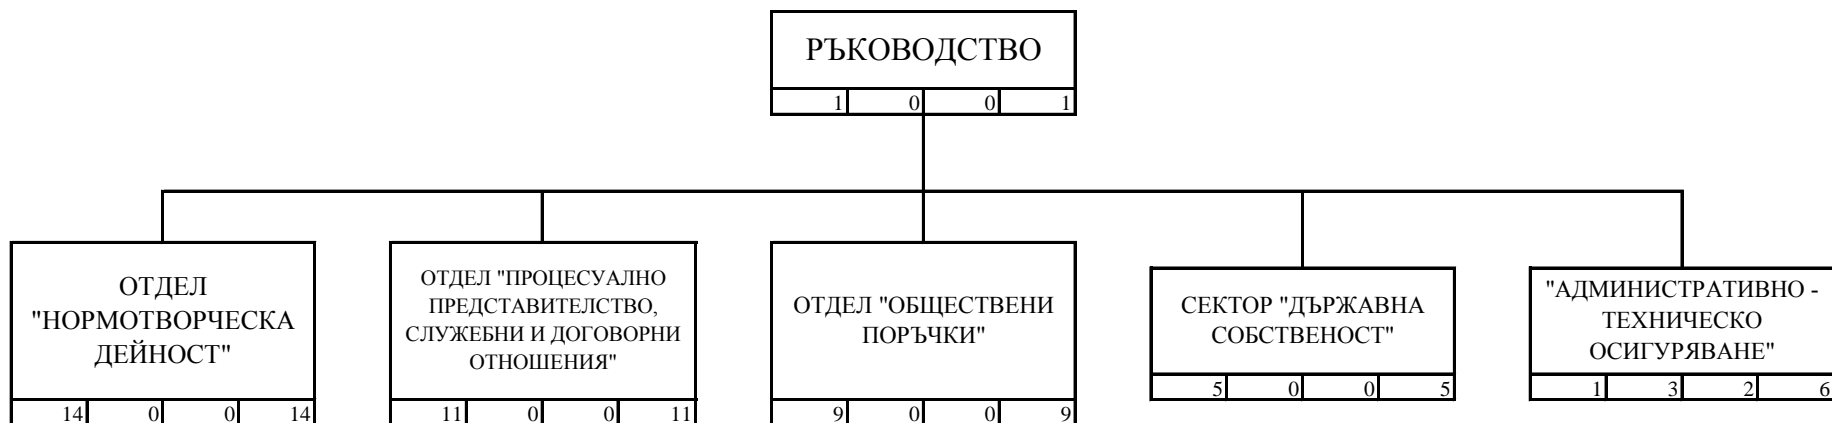 РЪКОВОДСТВО
1 0 0 1
ОТДЕЛ
"НОРМОТВОРЧЕСКА
ДЕЙНОСТ"
14 0 0 14
ОТДЕЛ "ПРОЦЕСУАЛНО
ПРЕДСТАВИТЕЛСТВО,
СЛУЖЕБНИ И ДОГОВОРНИ
ОТНОШЕНИЯ"
11 0 0 11
ОТДЕЛ "ОБЩЕСТВЕНИ
ПОРЪЧКИ"
9 0 0 9
СЕКТОР "ДЪРЖАВНА
СОБСТВЕНОСТ"
5 0 0 5
"АДМИНИСТРАТИВНО -
ТЕХНИЧЕСКО
ОСИГУРЯВАНЕ"
1 3 2 6